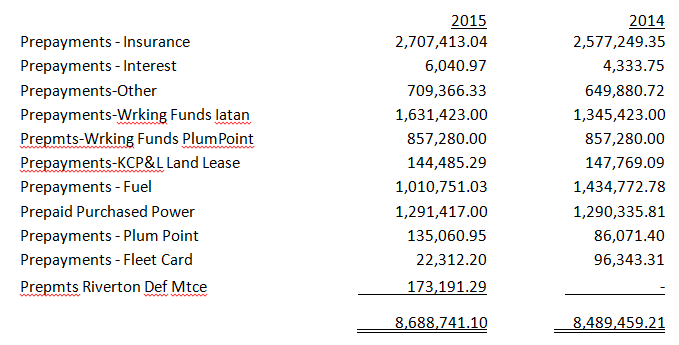 2015 2014
Prepayments - Insurance 2,707,413.04 2,577,249.35
Prepayments - Interest 6,040.97 4,333.75
Prepayments-Other 709,366.33 649,880.72
Prepayments-Wrking Funds Iatan 1,631,423.00 1,345,423.00
Prepmts-Wrking Funds PlumPoint 857,280.00 857,280.00
Prepayments-KCP&L Land Lease 144,485.29 147,769.09
Prepayments - Fuel 1,010,751.03 1,434,772.78
Prepaid Purchased Power 1,291,417.00 1,290,335.81
Prepayments - Plum Point 135,060.95 86,071.40
Prepayments - Fleet Card 22,312.20 96,343.31
Prepmts Riverton Def Mtce 173,191.29 -
8,688,741.10 8,489,459.21